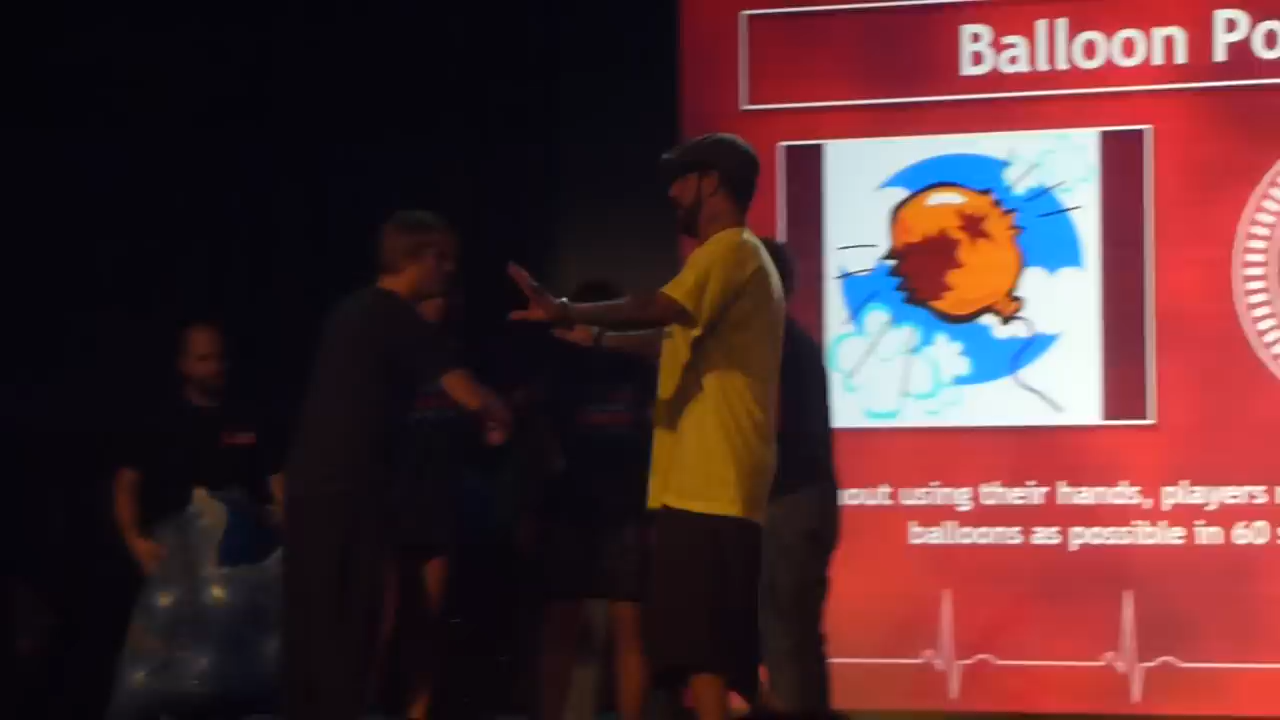 Balloon Po
out using their hands, players
balloons as possible in 60